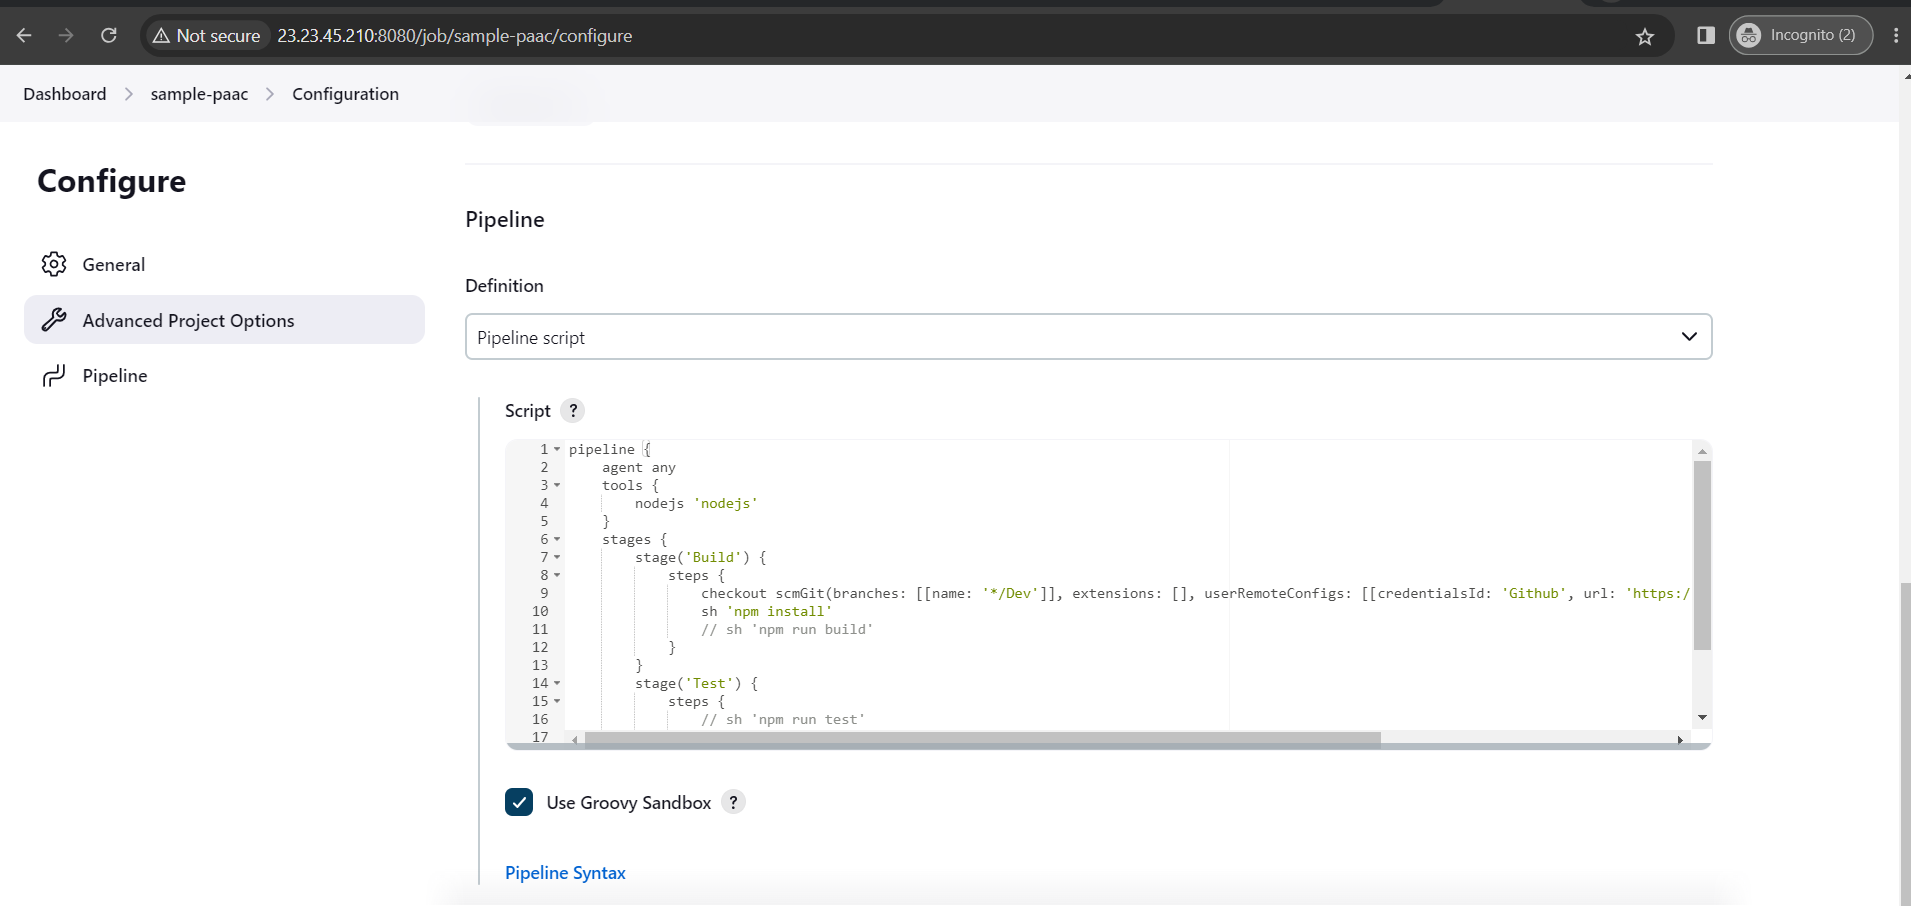 Not secure 23.23.45.210:8080/job/sample-paac/configure Incognito (2)
Dashboard sample-paac Configuration
Configure
General
Advanced Project Options
Pipeline
Pipeline
Definition
Pipeline script
Script ?
1 pipeline {
2 agent any
3 tools {
4 nodejs 'nodejs'
5 }
6 stages {
7 stage('Build') {
8 steps {
9 checkout scmGit(branches: [[name: '*/Dev']], extensions: [], userRemoteConfigs: [[credentialsId: 'Github', url: 'https:/
10 sh 'npm install'
11 // sh 'npm run build'
12 }
13 }
14 stage('Test') {
15 steps {
16 // sh 'npm run test'
17
Use Groovy Sandbox ?
Pipeline Syntax